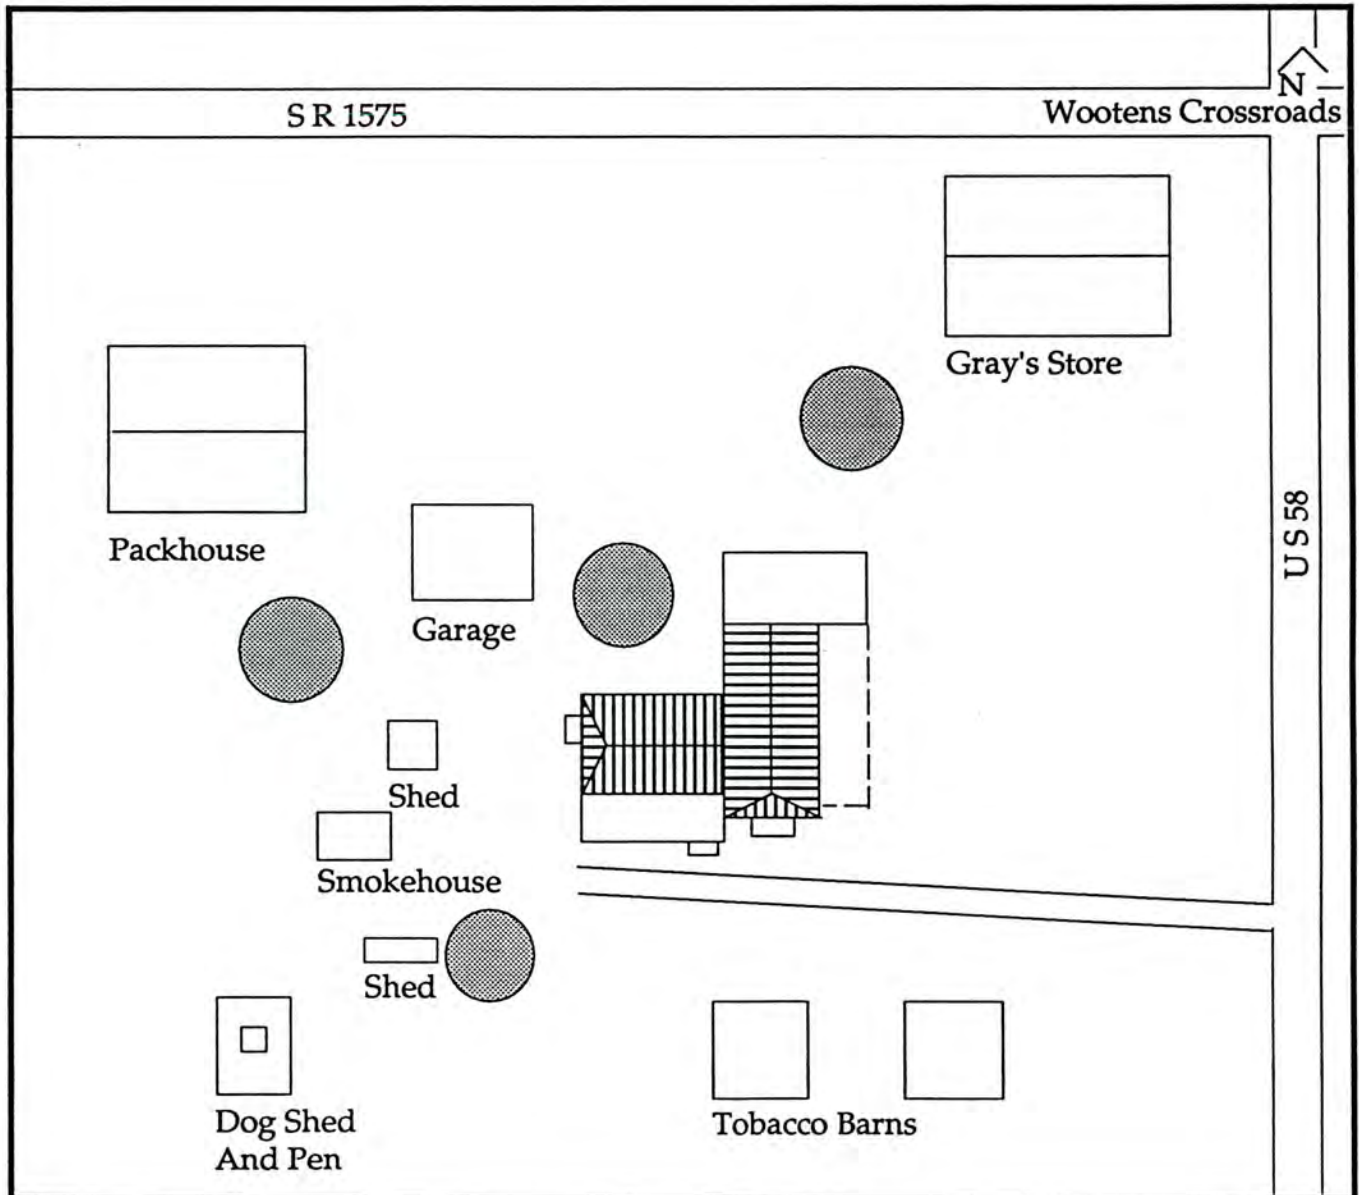 N
S R 1575
Wootens Crossroads
Gray's Store
U S 58
Packhouse
Garage
Shed
Smokehouse
Shed
Dog Shed
And Pen
Tobacco Barns